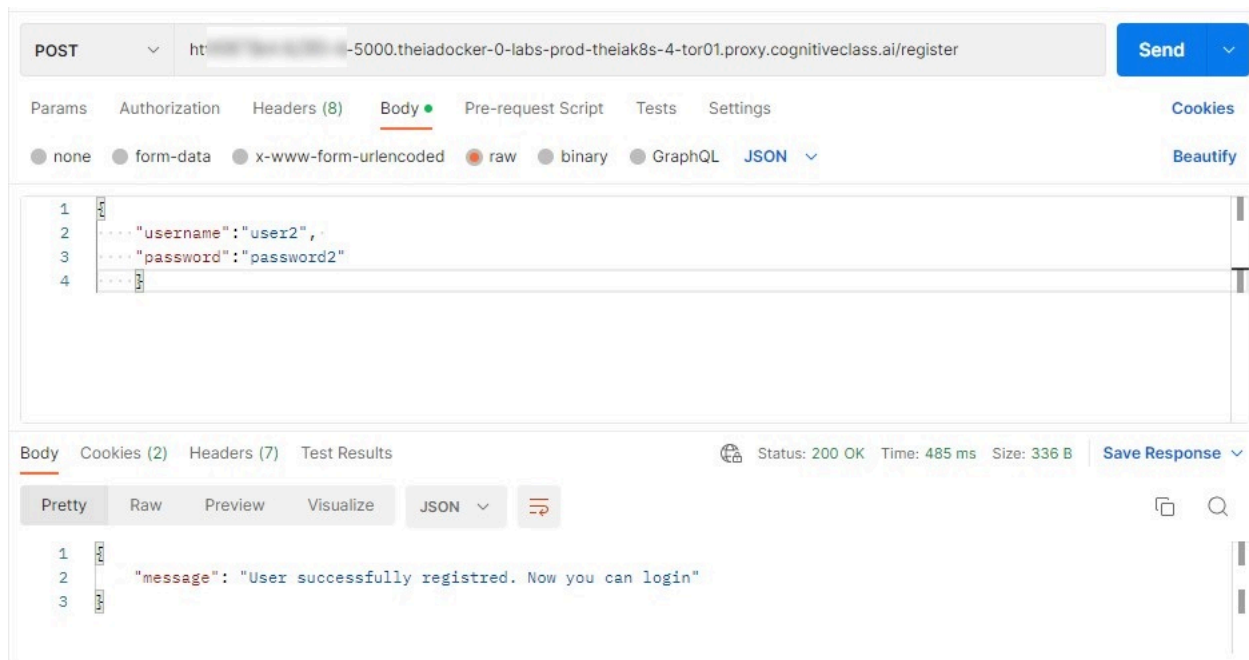 POST ht -5000.theiadocker-0-labs-prod-theiak8s-4-tor01.proxy.cognitiveclass.ai/register Send
Params Authorization Headers (8) Body Pre-request Script Tests Settings Cookies
none form-data x-www-form-urlencoded raw binary GraphQL JSON Beautify
1 {
2 "username":"user2",
3 "password":"password2"
4 }
Body Cookies (2) Headers (7) Test Results Status: 200 OK Time: 485 ms Size: 336 B Save Response
Pretty Raw Preview Visualize JSON
1 {
2 "message": "User successfully registred. Now you can login"
3 }